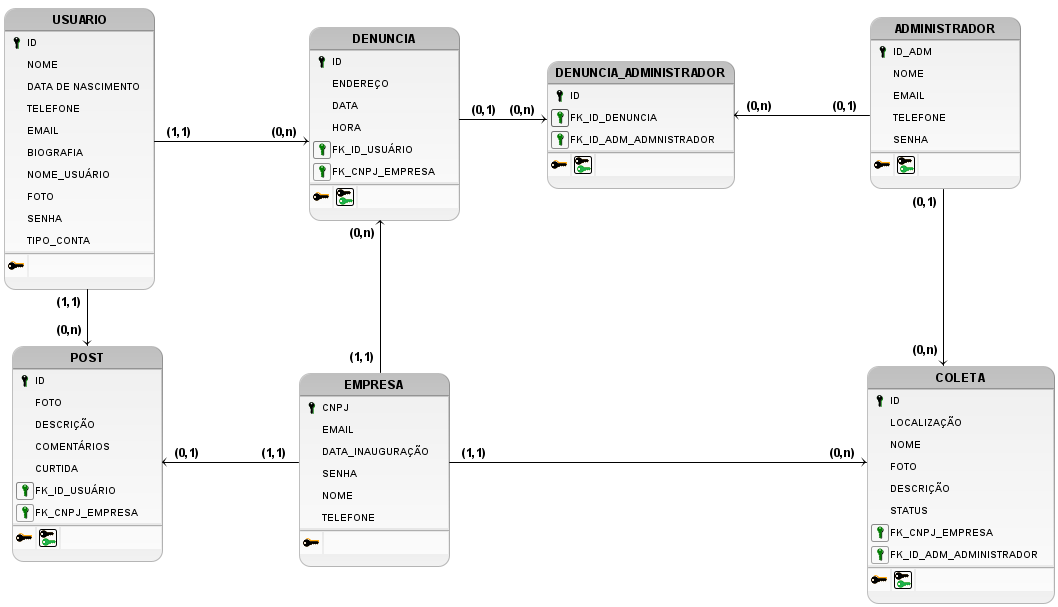 USUARIO
ID
NOME
DATA DE NASCIMENTO
TELEFONE
EMAIL
BIOGRAFIA
NOME_USUÁRIO
FOTO
SENHA
TIPO_CONTA
(1,1)
(0,n)
DENUNCIA
ID
ENDEREÇO
DATA
HORA
FK_ID_USUÁRIO
FK_CNPJ_EMPRESA
(0,1)
(0,n)
DENUNCIA_ADMINISTRADOR
ID
FK_ID_DENUNCIA
FK_ID_ADM_ADMNISTRADOR
(0,n)
(0,1)
ADMINISTRADOR
ID_ADM
NOME
EMAIL
TELEFONE
SENHA
(0,1)
(0,n)
(1,1)
(0,n)
(0,n)
(1,1)
POST
ID
FOTO
DESCRIÇÃO
COMENTÁRIOS
CURTIDA
FK_ID_USUÁRIO
FK_CNPJ_EMPRESA
(0,1)
(1,1)
EMPRESA
CNPJ
EMAIL
DATA_INAUGURAÇÃO
SENHA
NOME
TELEFONE
(1,1)
(0,n)
COLETA
ID
LOCALIZAÇÃO
NOME
FOTO
DESCRIÇÃO
STATUS
FK_CNPJ_EMPRESA
FK_ID_ADM_ADMINISTRADOR